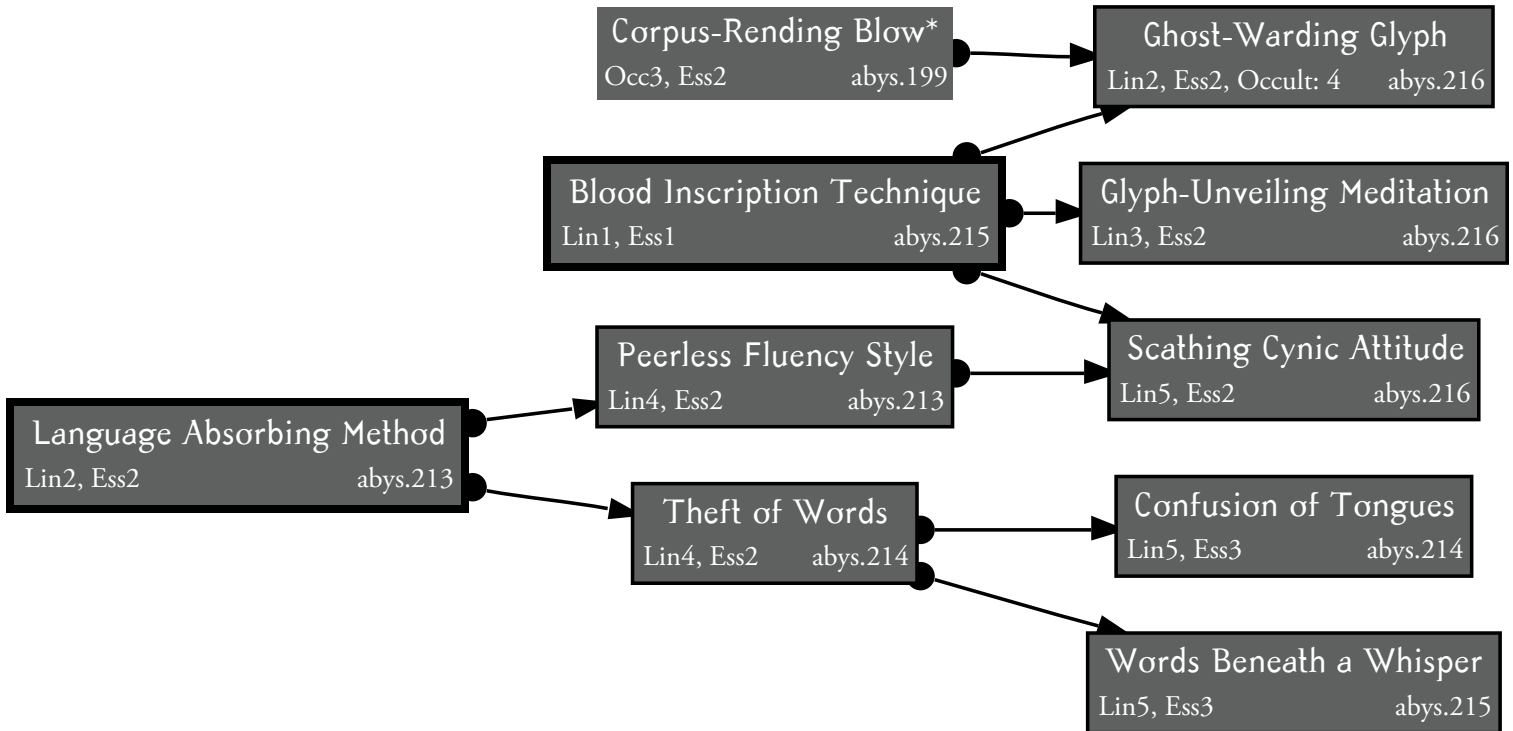 Corpus-Rending Blow*
Occ3, Ess2 abys.199
Ghost-Warding Glyph
Lin2, Ess2, Occult: 4 abys.216
Blood Inscription Technique
Lin1, Ess1 abys.215
Glyph-Unveiling Meditation
Lin3, Ess2 abys.216
Peerless Fluency Style
Lin4, Ess2 abys.213
Scathing Cynic Attitude
Lin5, Ess2 abys.216
Language Absorbing Method
Lin2, Ess2 abys.213
Theft of Words
Lin4, Ess2 abys.214
Confusion of Tongues
Lin5, Ess3 abys.214
Words Beneath a Whisper
Lin5, Ess3 abys.215